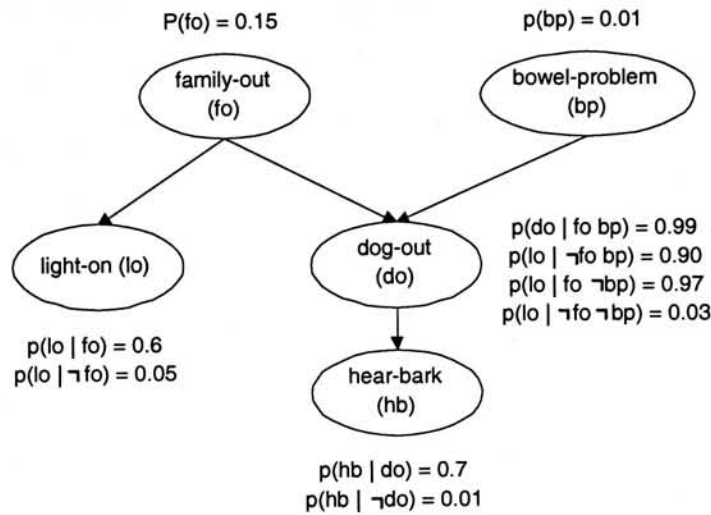 P(fo) = 0.15
p(bp) = 0.01
family-out
(fo)
bowel-problem
(bp)
light-on (lo)
dog-out
(do)
p(do | fo bp) = 0.99
p(lo | ¬fo bp) = 0.90
p(lo | fo ¬bp) = 0.97
p(lo | ¬fo ¬bp) = 0.03
p(lo | fo) = 0.6
p(lo | ¬fo) = 0.05
hear-bark
(hb)
p(hb | do) = 0.7
p(hb | ¬do) = 0.01